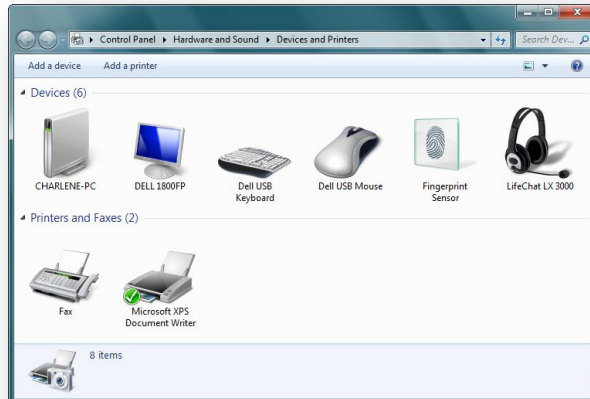 Control Panel ▸ Hardware and Sound ▸ Devices and Printers
Search Dev...
Add a device Add a printer
Devices (6)
CHARLENE-PC
DELL 1800FP
Dell USB
Keyboard
Dell USB Mouse
Fingerprint
Sensor
LifeChat LX 3000
Printers and Faxes (2)
Fax
Microsoft XPS
Document Writer
8 items